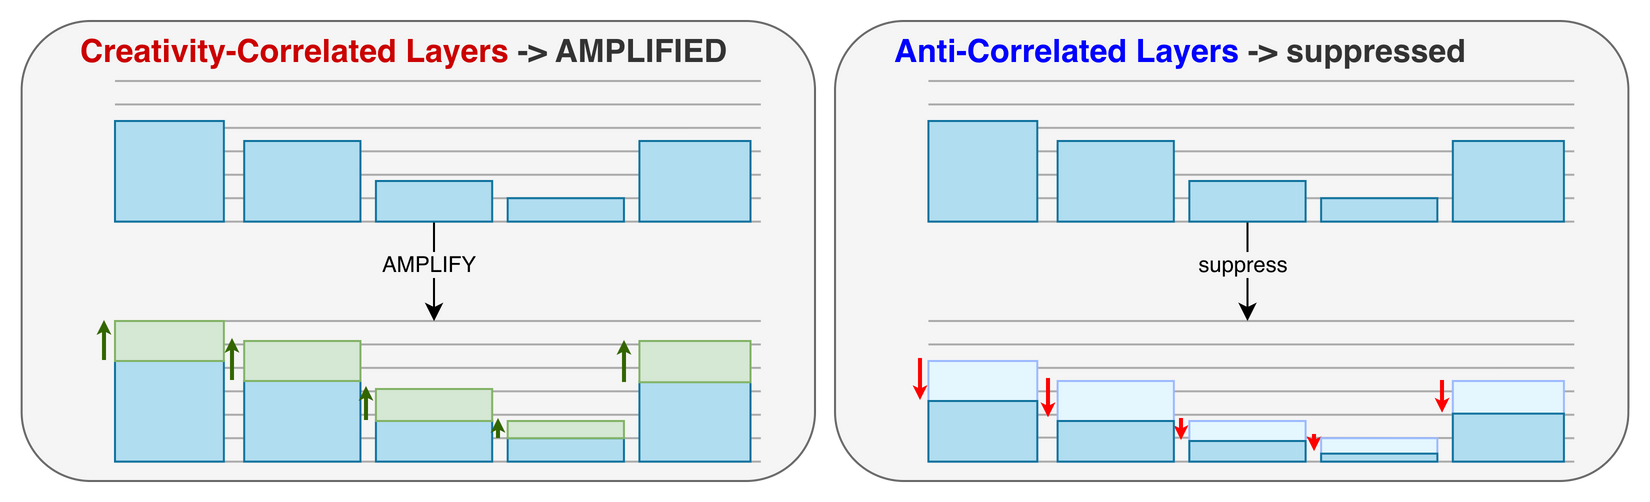 Creativity-Correlated Layers -> AMPLIFIED
AMPLIFY
Anti-Correlated Layers -> suppressed
suppress